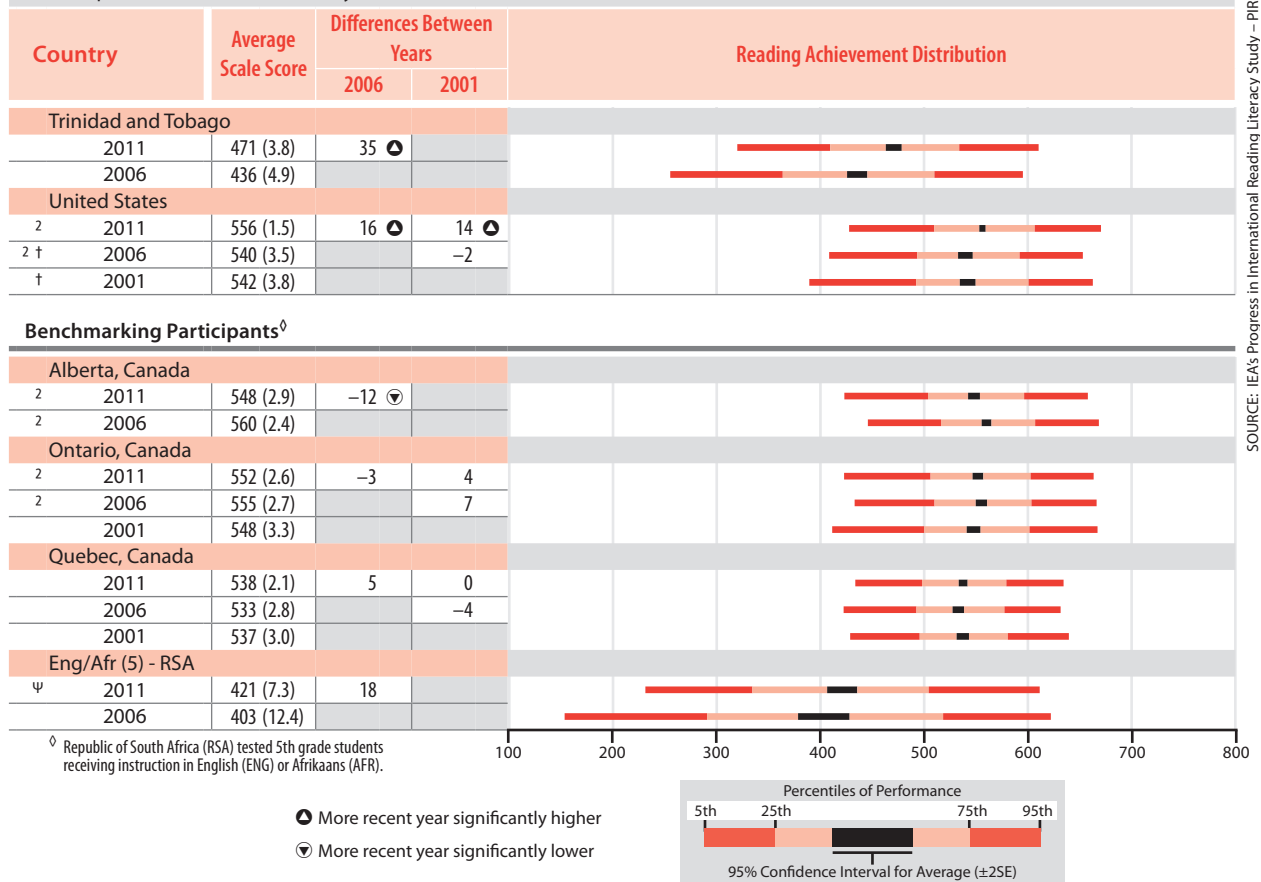 Country
Average Scale Score
Differences Between Years
2006 2001
Reading Achievement Distribution
Trinidad and Tobago
2011 471 (3.8) 35
2006 436 (4.9)
United States
2 2011 556 (1.5) 16 14
2 † 2006 540 (3.5) –2
† 2001 542 (3.8)
Benchmarking Participants◊
Alberta, Canada
2 2011 548 (2.9) –12
2 2006 560 (2.4)
Ontario, Canada
2 2011 552 (2.6) –3 4
2 2006 555 (2.7) 7
2001 548 (3.3)
Quebec, Canada
2011 538 (2.1) 5 0
2006 533 (2.8) –4
2001 537 (3.0)
Eng/Afr (5) - RSA
Ψ 2011 421 (7.3) 18
2006 403 (12.4)
100 200 300 400 500 600 700 800
◊ Republic of South Africa (RSA) tested 5th grade students
receiving instruction in English (ENG) or Afrikaans (AFR).
More recent year significantly higher
More recent year significantly lower
Percentiles of Performance
5th 25th 75th 95th
95% Confidence Interval for Average (±2SE)
SOURCE: IEA's Progress in International Reading Literacy Study – PIR